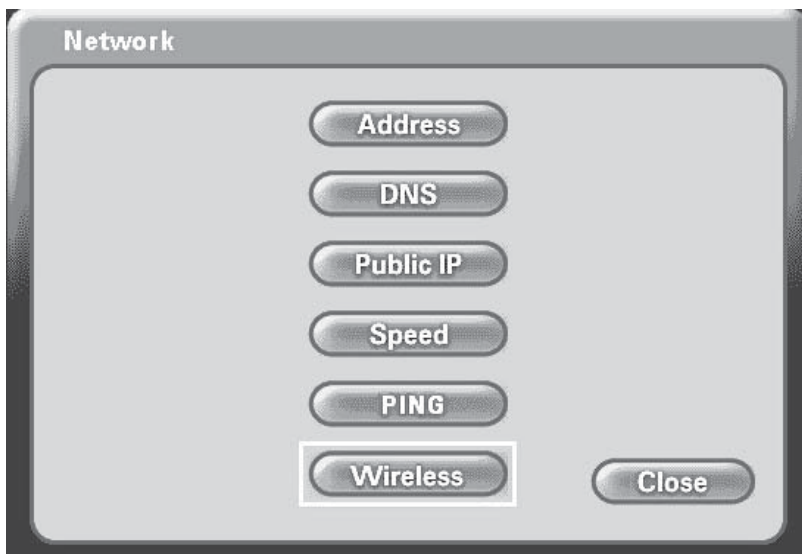 Network
Address
DNS
Public IP
Speed
PING
Wireless
Close